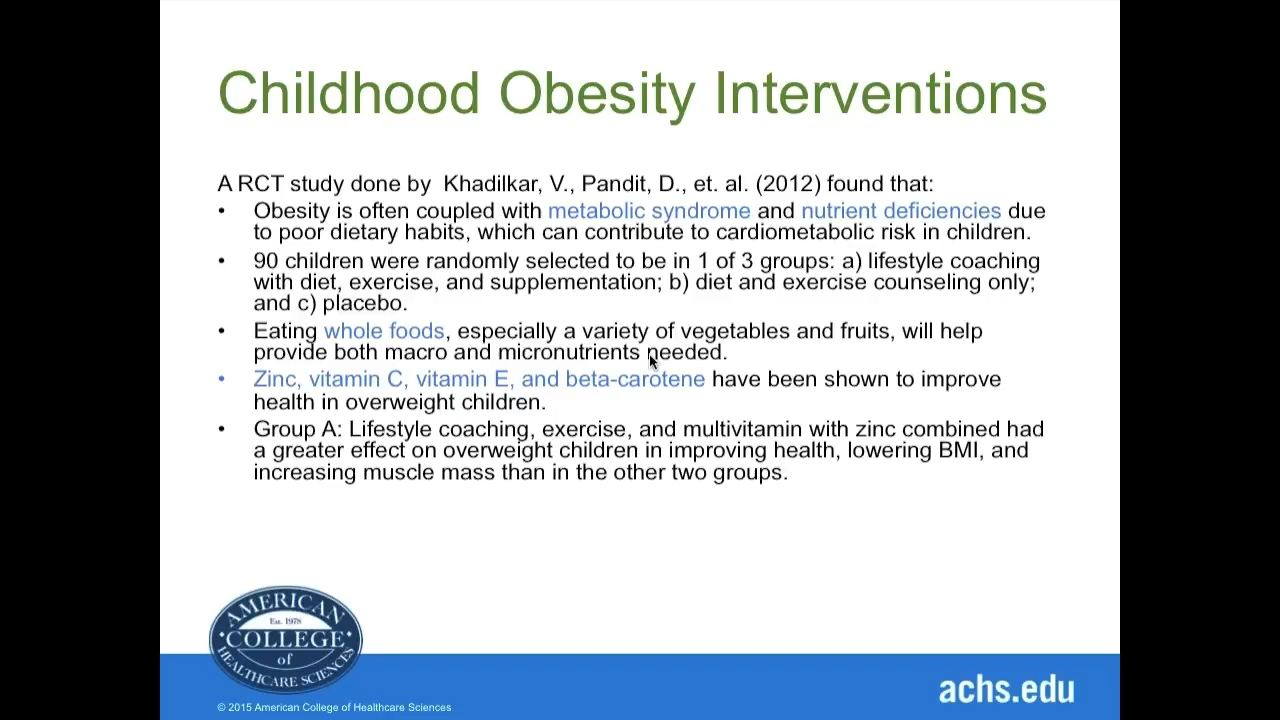 Childhood Obesity Interventions
A RCT study done by  Khadilkar, V., Pandit, D., et. al. (2012) found that:
• Obesity is often coupled with metabolic syndrome and nutrient deficiencies due
to poor dietary habits, which can contribute to cardiometabolic risk in children.
• 90 children were randomly selected to be in 1 of 3 groups: a) lifestyle coaching
with diet, exercise, and supplementation; b) diet and exercise counseling only;
and c) placebo.
• Eating whole foods, especially a variety of vegetables and fruits, will help
provide both macro and micronutrients needed.
• Zinc, vitamin C, vitamin E, and beta-carotene have been shown to improve
health in overweight children.
• Group A: Lifestyle coaching, exercise, and multivitamin with zinc combined had
a greater effect on overweight children in improving health, lowering BMI, and
increasing muscle mass than in the other two groups.
AMERICAN
Est. 1978
COLLEGE
of
HEALTHCARE SCIENCES
achs.edu
© 2015 American College of Healthcare Sciences